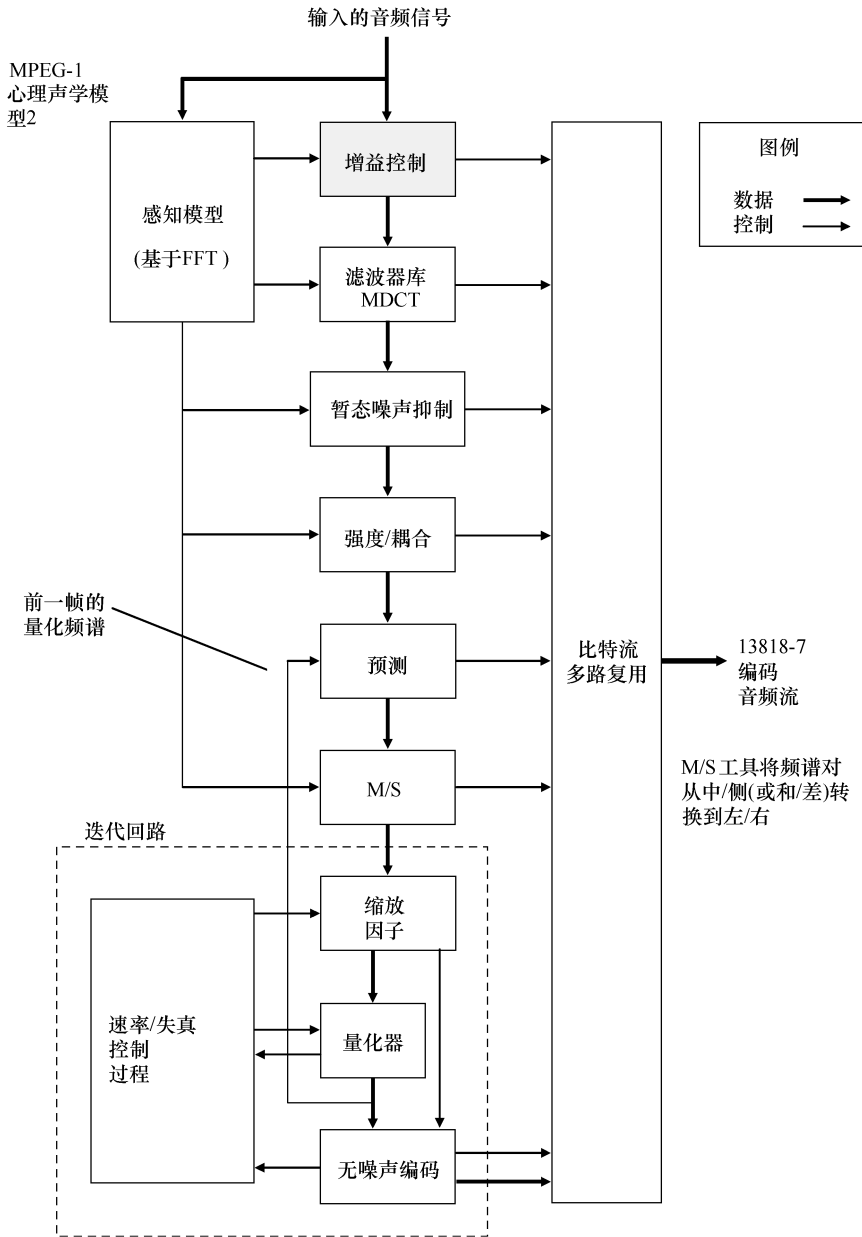 输入的音频信号
MPEG-1
心理声学模
型2
感知模型
(基于FFT )
增益控制
图例
数据
控制
滤波器库
MDCT
暂态噪声抑制
强度/耦合
前一帧的
量化频谱
预测
比特流
多路复用
13818-7
编码
音频流
M/S
M/S 工具将频谱对
从中/侧(或和/差)转
换到左/右
迭代回路
缩放
因子
速率/失真
控制
过程
量化器
无噪声编码